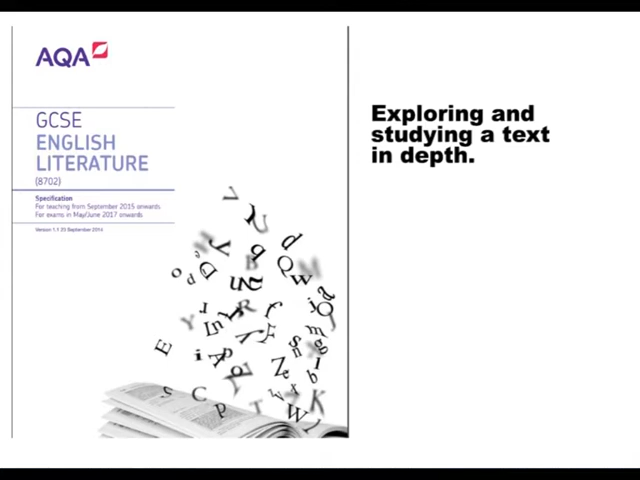 AQA
GCSE
ENGLISH
LITERATURE
(8702)
Specification
For teaching from September 2015 onwards
For exams in May/June 2017 onwards
Exploring and
studying a text
in depth.